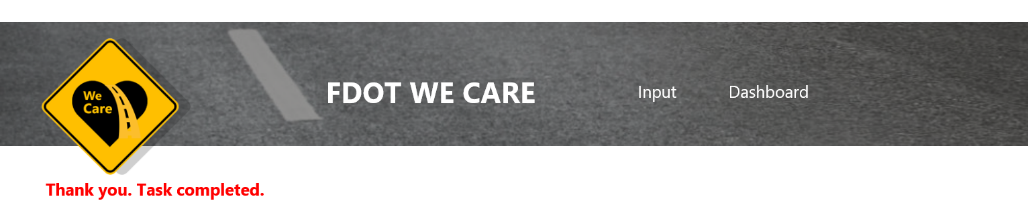 We
Care
FDOT WE CARE
Input
Dashboard
Thank you. Task completed.